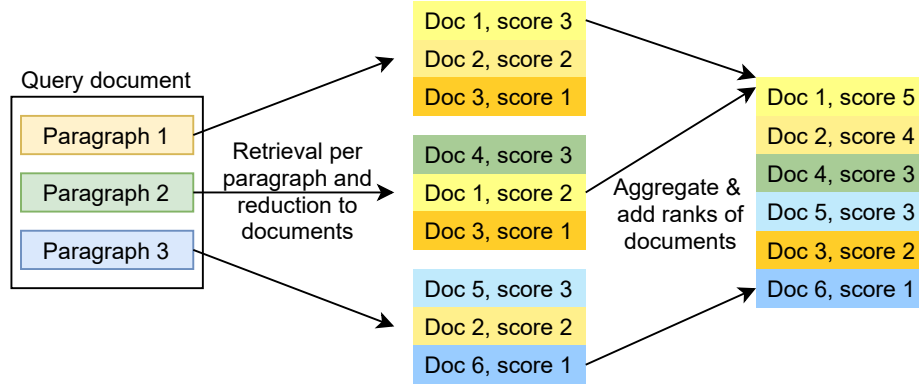 Query document
Paragraph 1
Paragraph 2
Paragraph 3
Retrieval per
paragraph and
reduction to
documents
Doc 1, score 3
Doc 2, score 2
Doc 3, score 1
Doc 4, score 3
Doc 1, score 2
Doc 3, score 1
Doc 5, score 3
Doc 2, score 2
Doc 6, score 1
Aggregate &
add ranks of
documents
Doc 1, score 5
Doc 2, score 4
Doc 4, score 3
Doc 5, score 3
Doc 3, score 2
Doc 6, score 1